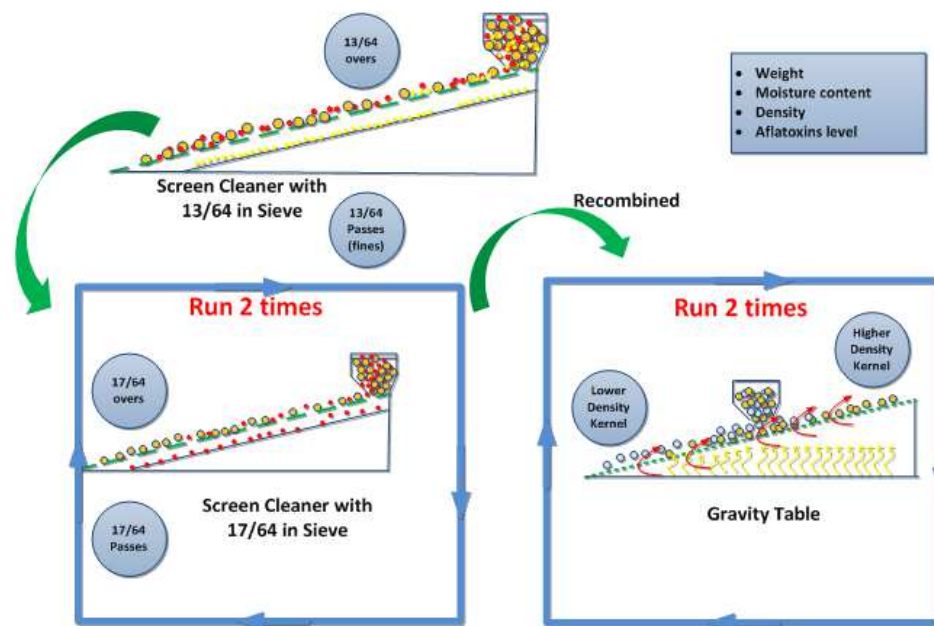 13/64
overs
• Weight
• Moisture content
• Density
• Aflatoxins level
Screen Cleaner with
13/64 in Sieve
13/64
Passes
(fines)
Recombined
Run 2 times
17/64
overs
Screen Cleaner with
17/64 in Sieve
17/64
Passes
Run 2 times
Higher
Density
Kernel
Lower
Density
Kernel
Gravity Table